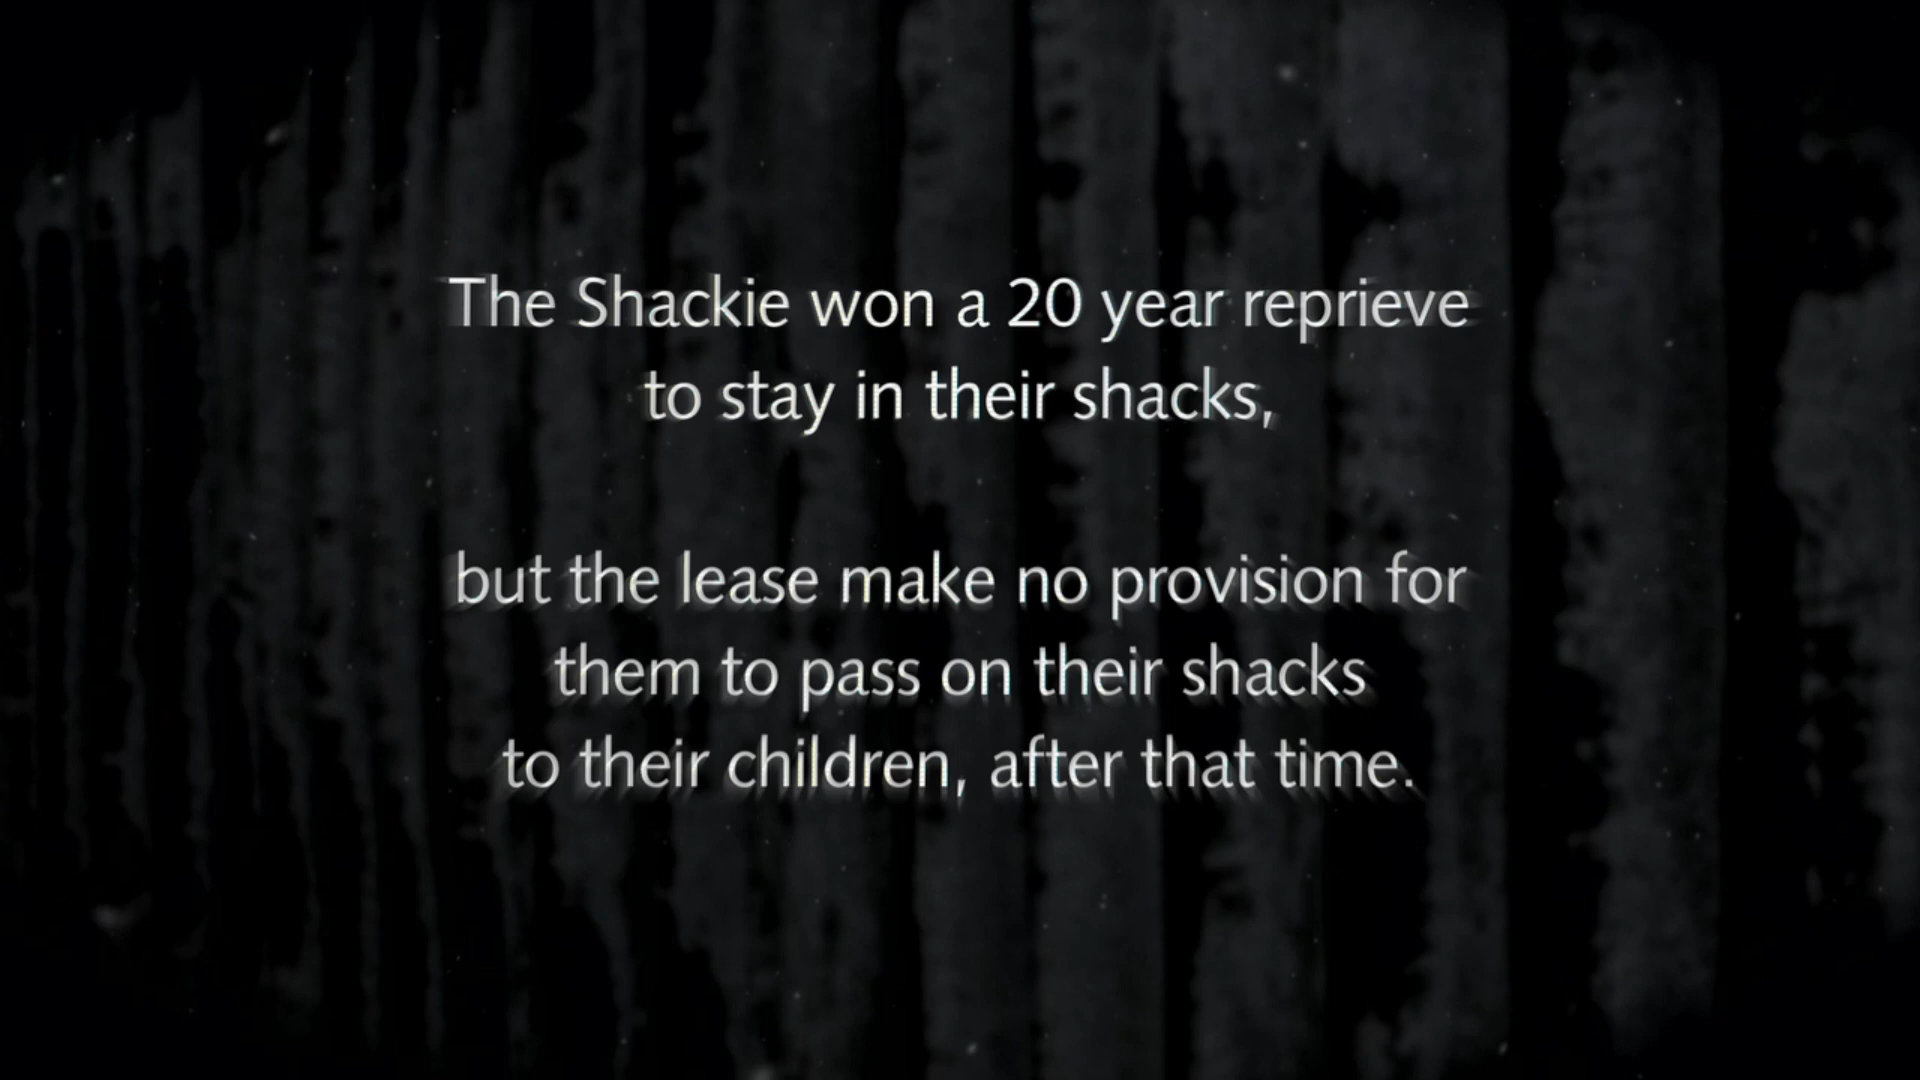 The Shackie won a 20 year reprieve
to stay in their shacks,
but the lease make no provision for
them to pass on their shacks
to their children, after that time.